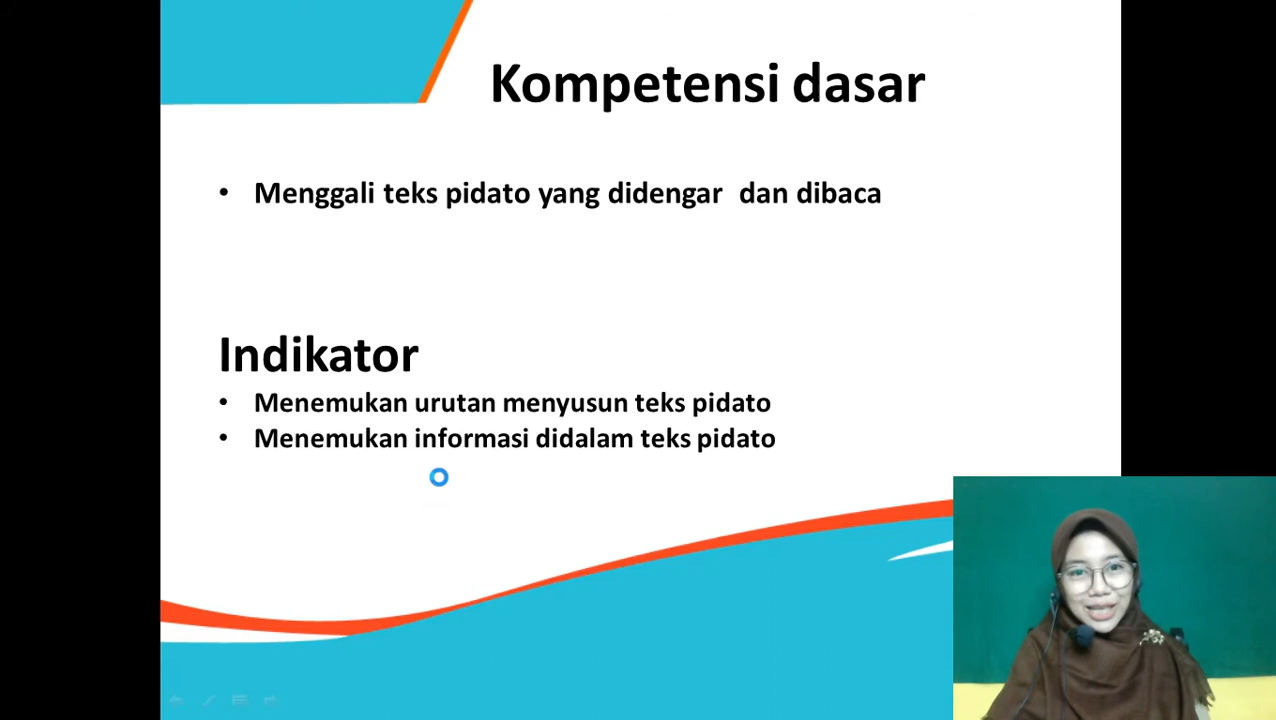 Kompetensi dasar
• Menggali teks pidato yang didengar dan dibaca
Indikator
• Menemukan urutan menyusun teks pidato
• Menemukan informasi didalam teks pidato